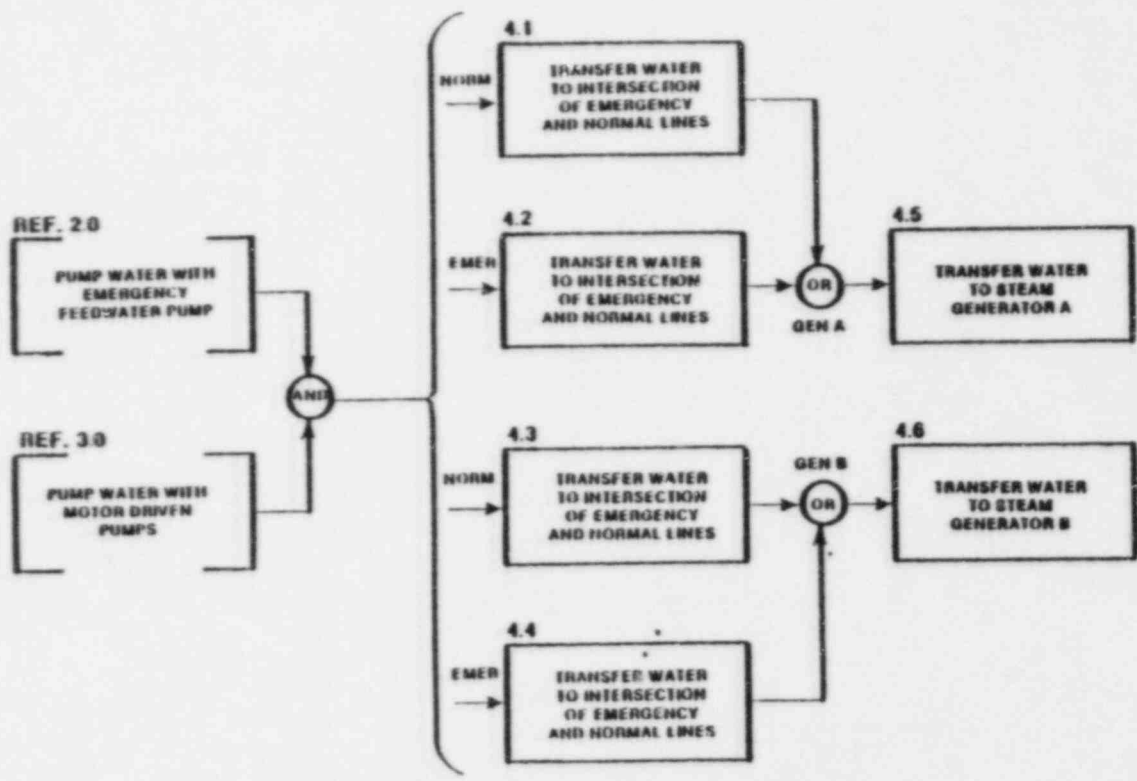 REF. 2.0
PUMP WATER WITH
EMERGENCY
FEEDWATER PUMP
REF. 3.0
PUMP WATER WITH
MOTOR DRIVEN
PUMPS
AND
4.1
NORM
TRANSFER WATER
TO INTERSECTION
OF EMERGENCY
AND NORMAL LINES
4.2
EMER
TRANSFER WATER
TO INTERSECTION
OF EMERGENCY
AND NORMAL LINES
OR
GEN A
4.5
TRANSFER WATER
TO STEAM
GENERATOR A
4.3
NORM
TRANSFER WATER
TO INTERSECTION
OF EMERGENCY
AND NORMAL LINES
GEN B
OR
4.6
TRANSFER WATER
TO STEAM
GENERATOR B
4.4
EMER
TRANSFER WATER
TO INTERSECTION
OF EMERGENCY
AND NORMAL LINES